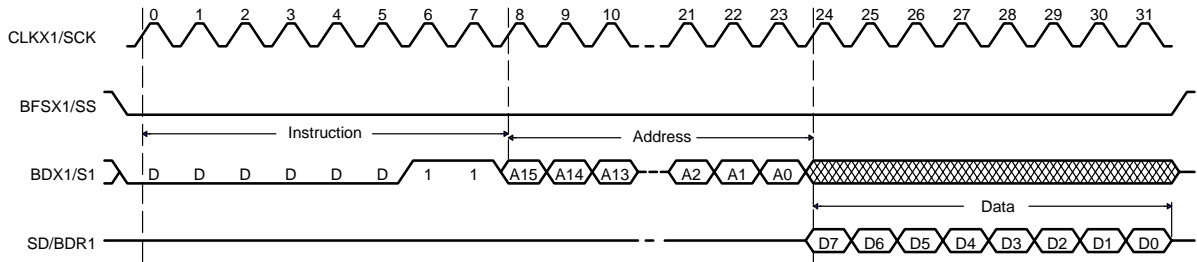 0 1 2 3 4 5 6 7 8 9 10 21 22 23 24 25 26 27 28 29 30 31
CLKX1/SCK
BFSX1/SS
Instruction Address
BDX1/S1 D D D D D D 1 1 A15 A14 A13 A2 A1 A0
Data
SD/BDR1 D7 D6 D5 D4 D3 D2 D1 D0